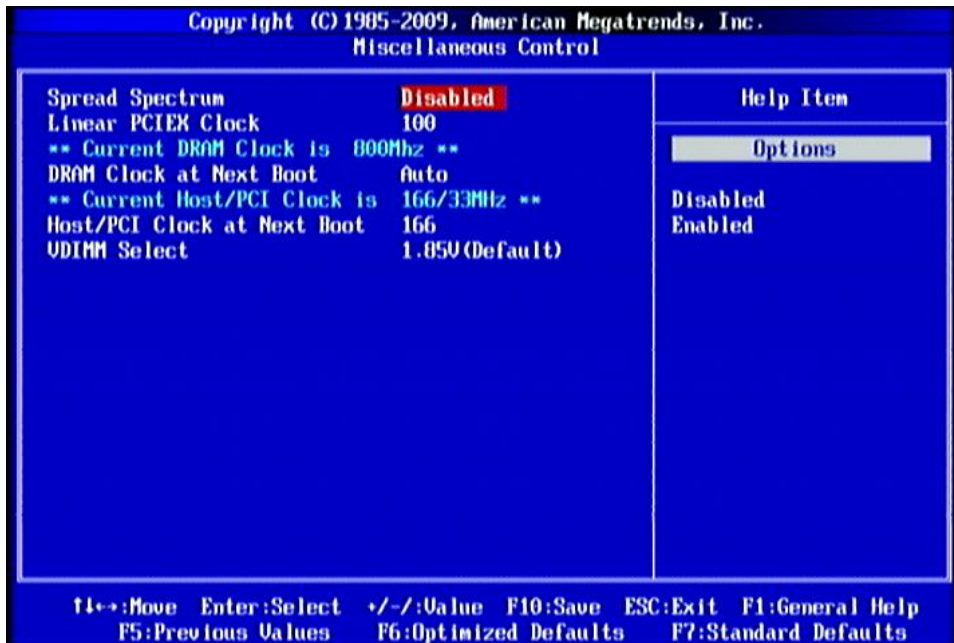 Copyright (C)1985-2009, American Megatrends, Inc.
Miscellaneous Control
Spread Spectrum Disabled
Linear PCIEX Clock 100
** Current DRAM Clock is 800Mhz **
DRAM Clock at Next Boot Auto
** Current Host/PCI Clock is 166/33MHz **
Host/PCI Clock at Next Boot 166
VDIMM Select 1.85V(Default)
Help Item
Options
Disabled
Enabled
↑↓←→:Move Enter:Select +/-/:Value F10:Save ESC:Exit F1:General Help
F5:Previous Values F6:Optimized Defaults F7:Standard Defaults